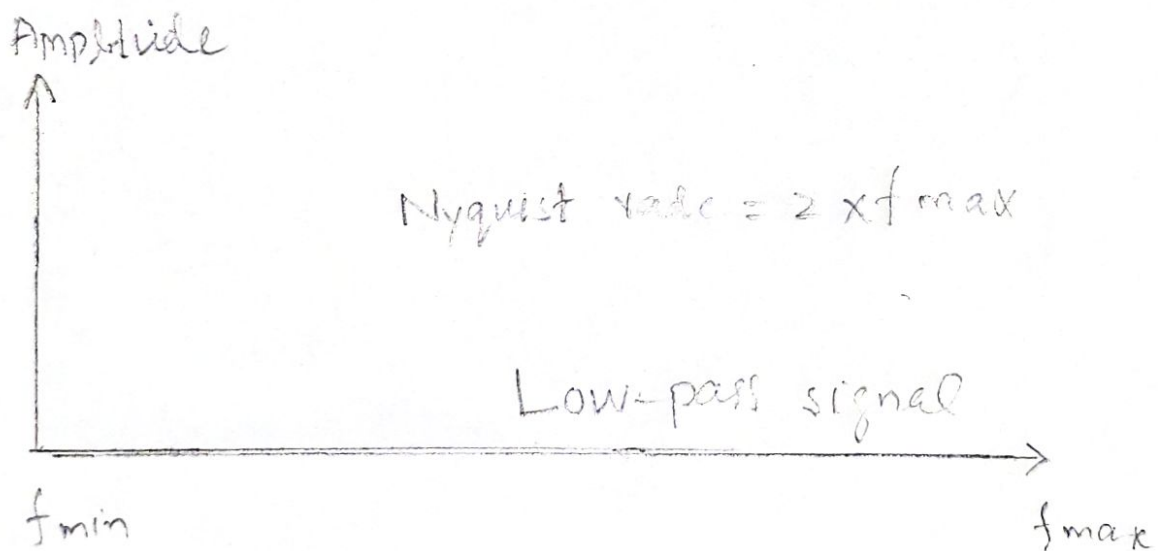 Amplitude
Nyquist rate = 2 x fmax
Low-pass signal
fmin
fmax